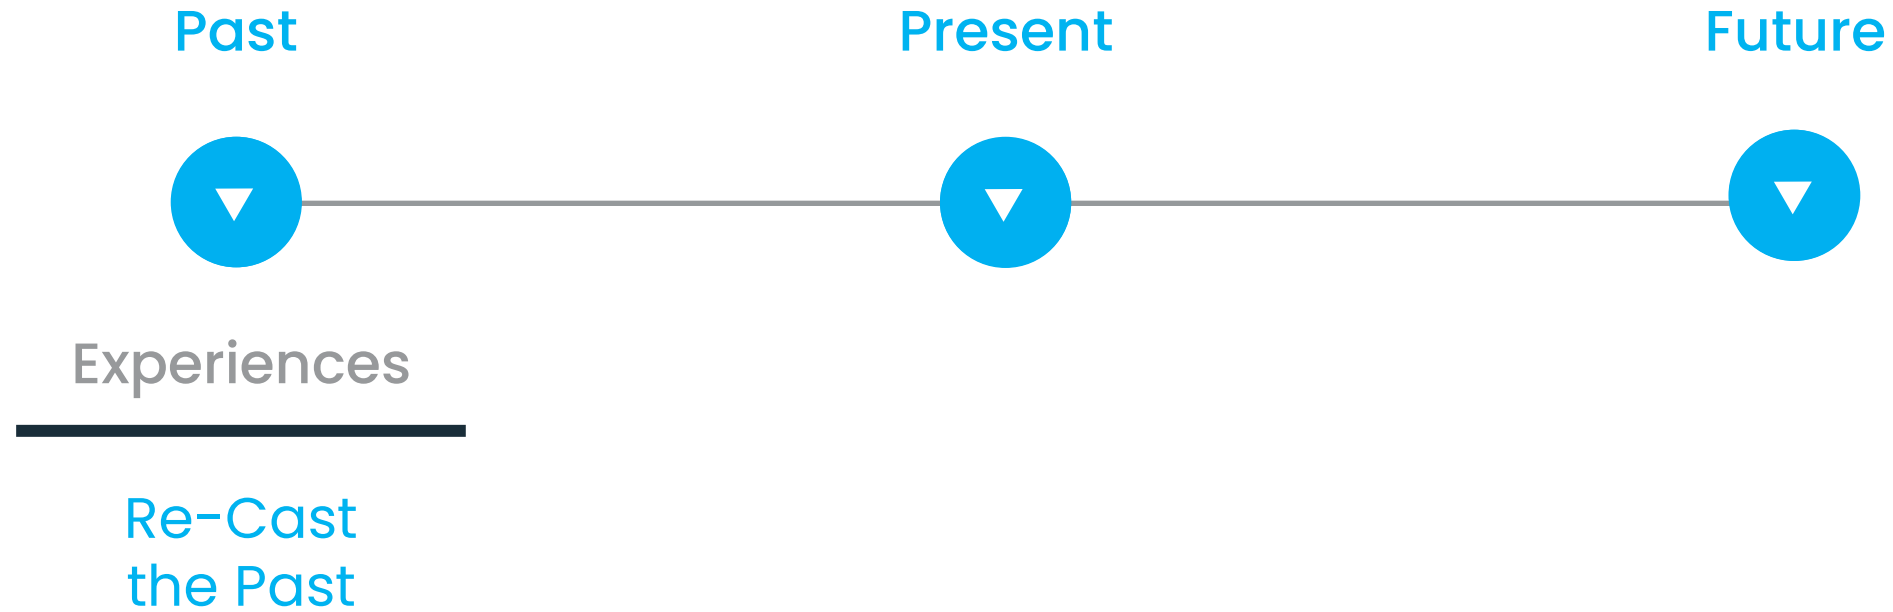 Past Present Future
Experiences
Re-Cast
the Past